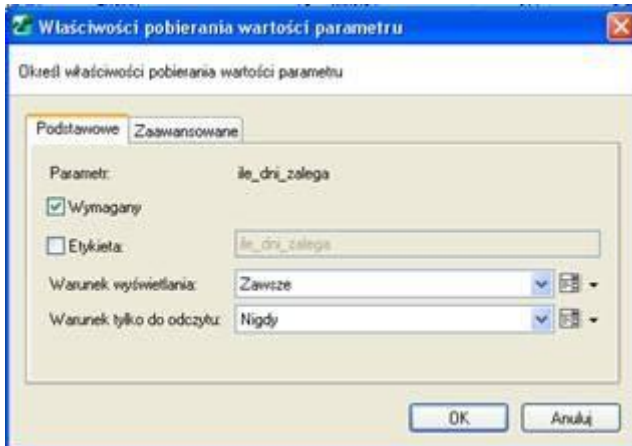 Właściwości pobierania wartości parametru
Określ właściwości pobierania wartości parametru
Podstawowe Zaawansowane
Parametr: ile_dni_zalega
Wymagany
Etykieta: ile_dni_zalega
Warunek wyświetlania: Zawsze
Warunek tylko do odczytu: Nigdy
OK Anuluj